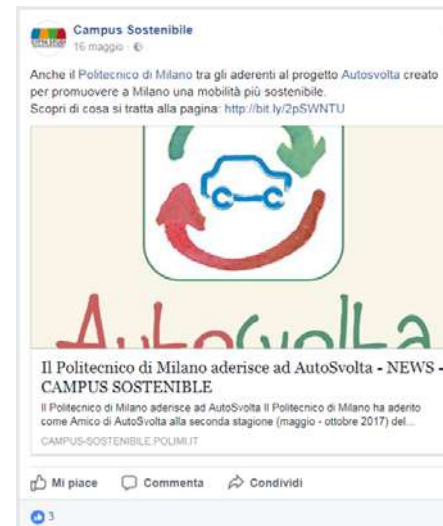 Campus Sostenibile
16 maggio
Anche il Politecnico di Milano tra gli aderenti al progetto Autosvolta creato
per promuovere a Milano una mobilità più sostenibile.
Scopri di cosa si tratta alla pagina: http://bit.ly/2pSWNTU
AutoSvolta
Il Politecnico di Milano aderisce ad AutoSvolta - NEWS -
CAMPUS SOSTENIBLE
Il Politecnico di Milano aderisce ad AutoSvolta Il Politecnico di Milano ha aderito
come Amico di AutoSvolta alla seconda stagione (maggio - ottobre 2017) del...
CAMPUS-SOSTENIBILE.POLIMI.IT
Mi piace Commenta Condividi
3